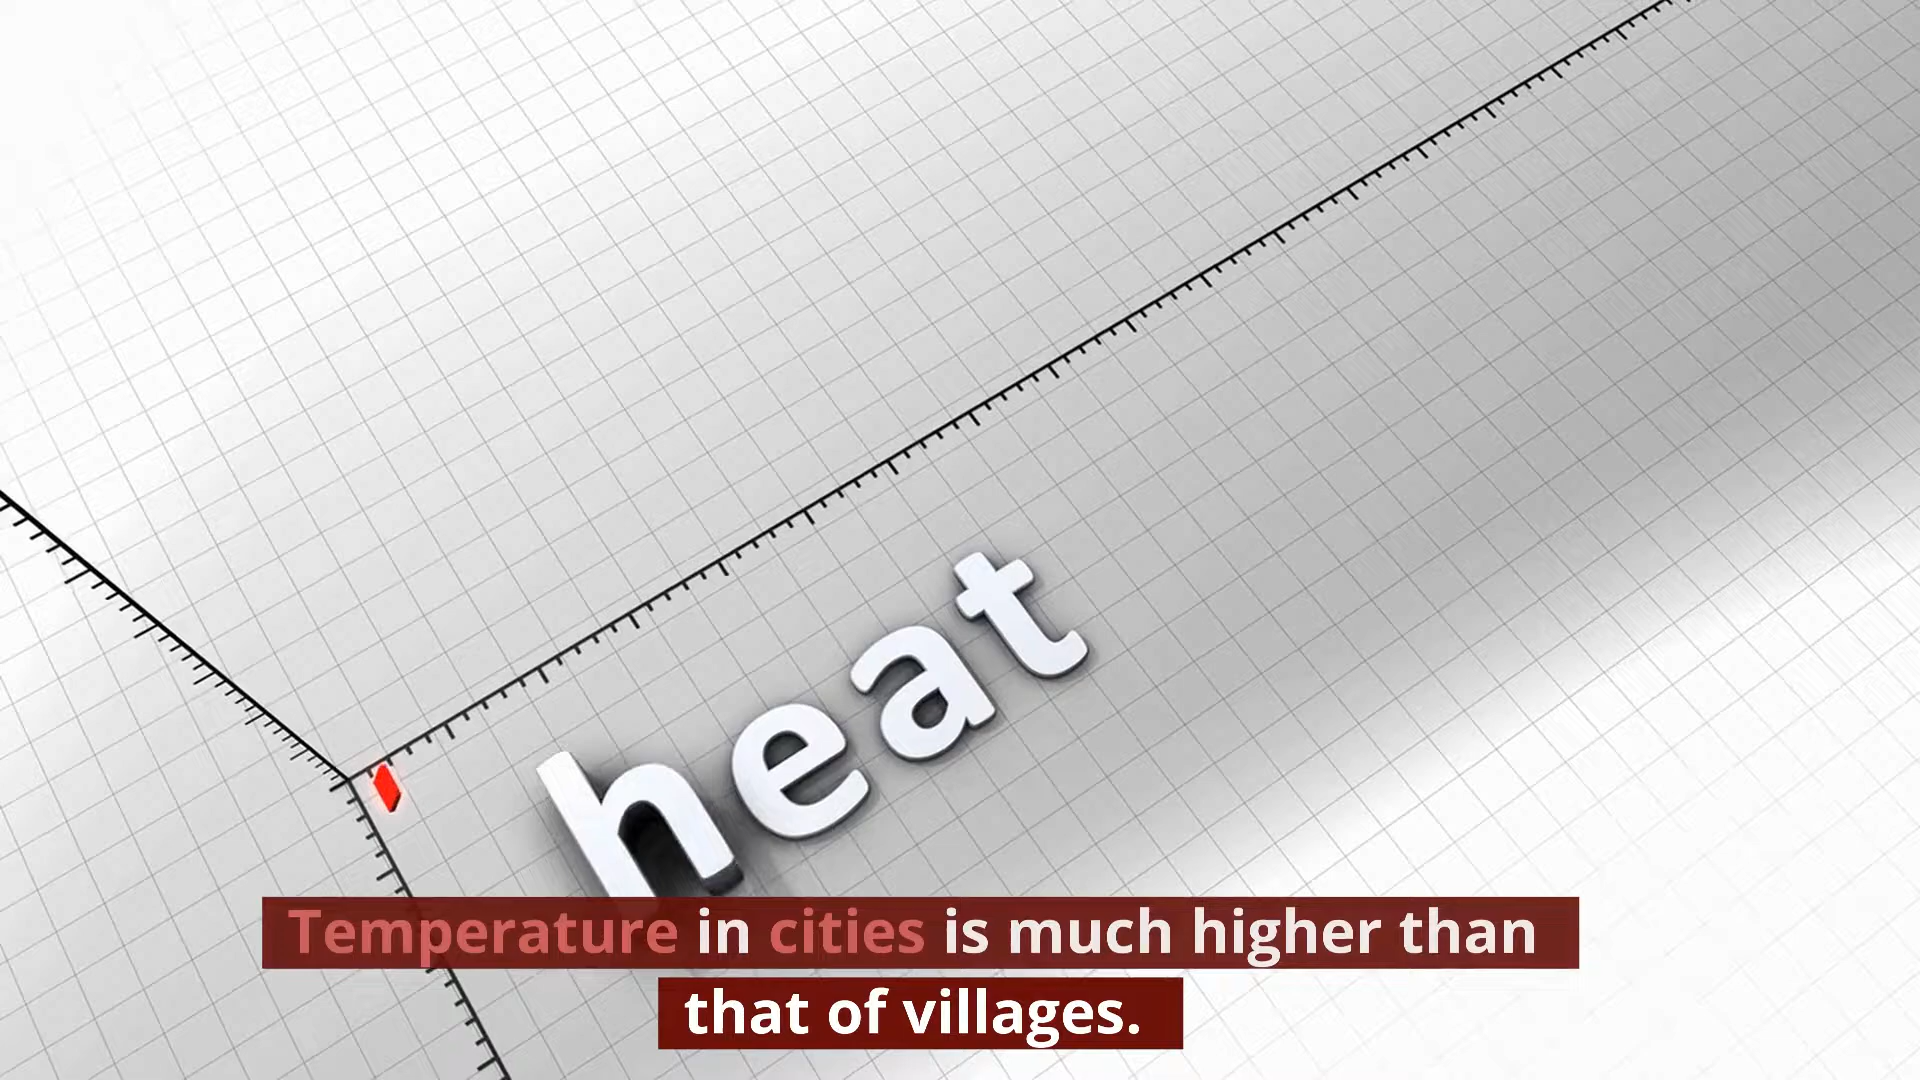 heat
Temperature in cities is much higher than
that of villages.